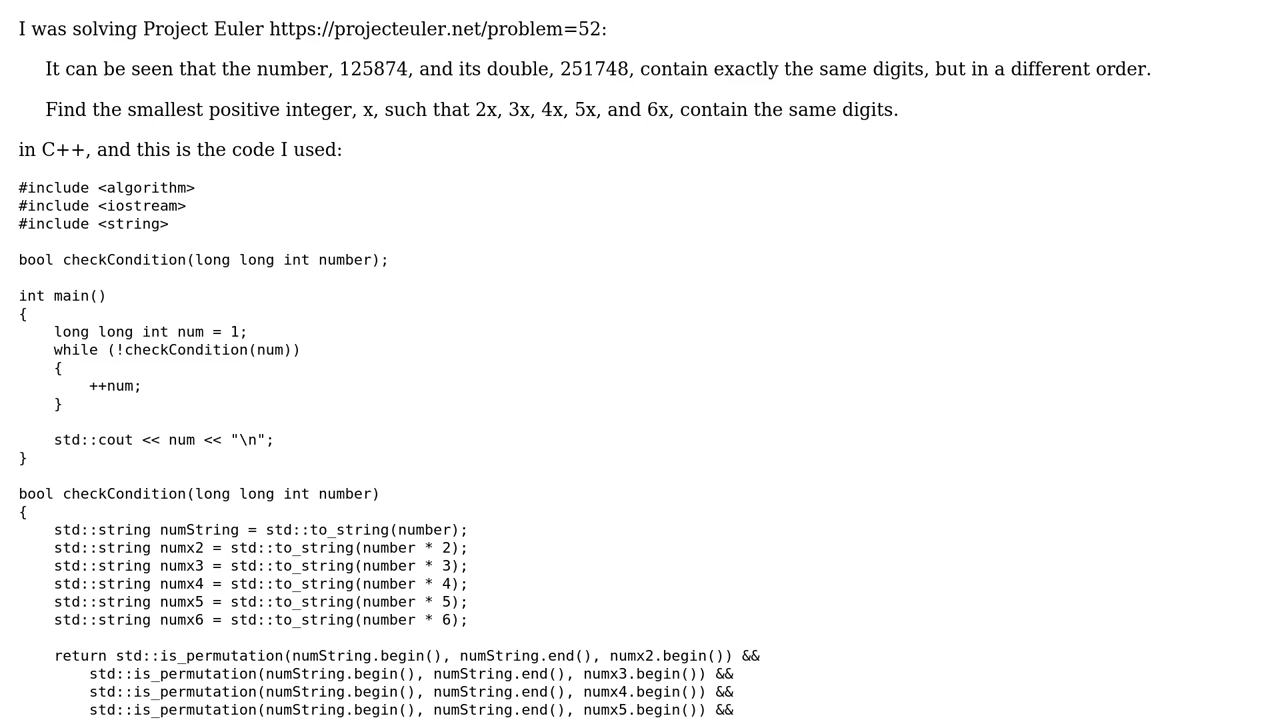 I was solving Project Euler https://projecteuler.net/problem=52:
It can be seen that the number, 125874, and its double, 251748, contain exactly the same digits, but in a different order.
Find the smallest positive integer, x, such that 2x, 3x, 4x, 5x, and 6x, contain the same digits.
in C++, and this is the code I used:
#include <algorithm>
#include <iostream>
#include <string>

bool checkCondition(long long int number);

int main()
{
    long long int num = 1;
    while (!checkCondition(num))
    {
        ++num;
    }

    std::cout << num << "\n";
}

bool checkCondition(long long int number)
{
    std::string numString = std::to_string(number);
    std::string numx2 = std::to_string(number * 2);
    std::string numx3 = std::to_string(number * 3);
    std::string numx4 = std::to_string(number * 4);
    std::string numx5 = std::to_string(number * 5);
    std::string numx6 = std::to_string(number * 6);

    return std::is_permutation(numString.begin(), numString.end(), numx2.begin()) &&
        std::is_permutation(numString.begin(), numString.end(), numx3.begin()) &&
        std::is_permutation(numString.begin(), numString.end(), numx4.begin()) &&
        std::is_permutation(numString.begin(), numString.end(), numx5.begin()) &&